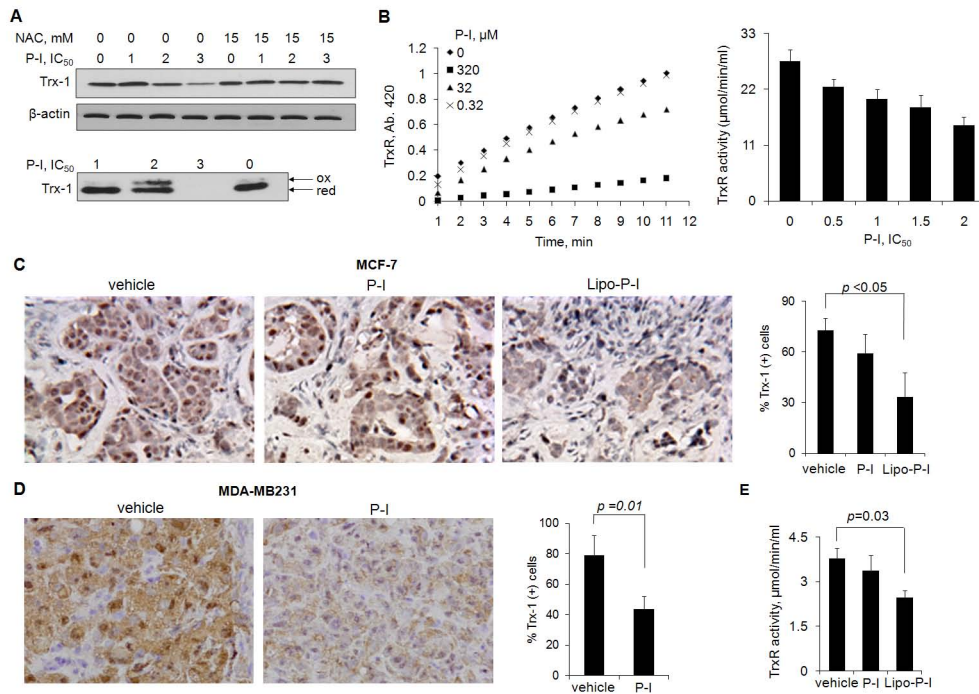 A
NAC, mM 0 0 0 0 15 15 15 15
P-I, IC50 0 1 2 3 0 1 2 3
Trx-1
β-actin
P-I, IC50 1 2 3 0
Trx-1
ox
red
B
P-I, µM
0
320
32
0.32
TrxR, Ab. 420
1.2
1
0.8
0.6
0.4
0.2
0
1 2 3 4 5 6 7 8 9 10 11 12
Time, min
TrxR activity (µmol/min/ml)
33
22
11
0
0 0.5 1 1.5 2
P-I, IC50
C
MCF-7
vehicle P-I Lipo-P-I
p <0.05
% Trx-1 (+) cells
90
60
30
0
vehicle P-I Lipo-P-I
D
MDA-MB231
vehicle P-I
p =0.01
% Trx-1 (+) cells
100
80
60
40
20
0
vehicle P-I
E
p=0.03
TrxR activity, µmol/min/ml
4.5
3
1.5
0
vehicle P-I Lipo-P-I